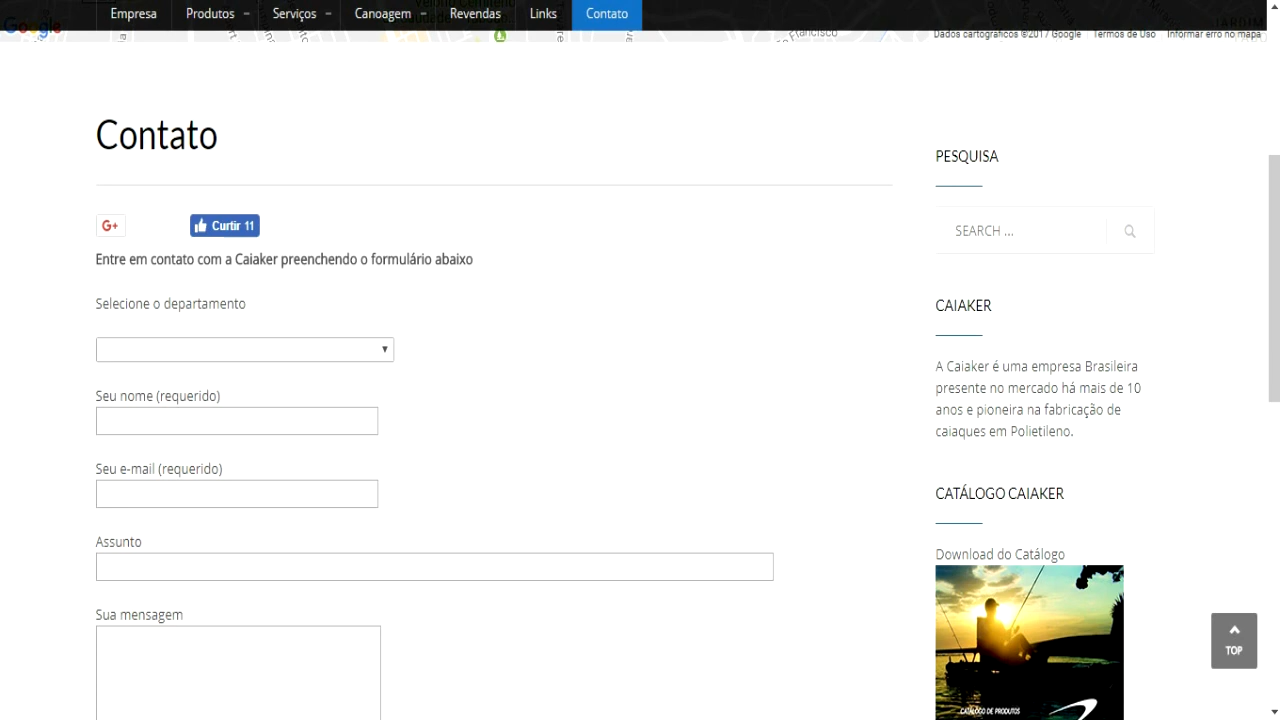 Empresa Produtos Serviços Canoagem Revendas Links Contato
Google
Dados cartográficos ©2017 Google Termos de Uso Informar erro no mapa
Contato
G+
Curtir 11
Entre em contato com a Caiaker preenchendo o formulário abaixo
Selecione o departamento
Seu nome (requerido)
Seu e-mail (requerido)
Assunto
Sua mensagem
PESQUISA
SEARCH ...
CAIAKER
A Caiaker é uma empresa Brasileira
presente no mercado há mais de 10
anos e pioneira na fabricação de
caiaques em Polietileno.
CATÁLOGO CAIAKER
Download do Catálogo
CATÁLOGO DE PRODUTOS
TOP